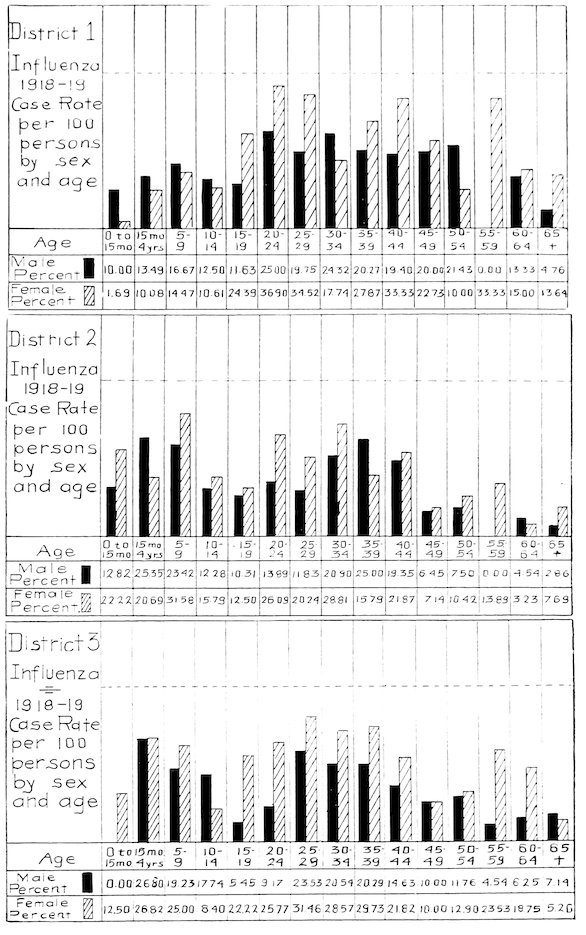 District 1
Influenza
1918-19
Case Rate
per 100
persons
by sex
and age
Age 0 to 15mo 15mo 4yrs 5-9 10-14 15-19 20-24 25-29 30-34 35-39 40-44 45-49 50-54 55-59 60-64 65+
Male Percent 10.00 13.49 16.67 12.50 11.63 25.00 19.75 24.32 20.27 19.40 20.00 21.43 0.00 13.33 4.76
Female Percent 1.69 10.08 14.47 10.61 24.39 36.90 34.52 17.74 27.87 33.33 22.73 10.00 33.33 15.00 13.64
District 2
Influenza
1918-19
Case Rate
per 100
persons
by sex
and age
Age 0 to 15mo 15mo 4yrs 5-9 10-14 15-19 20-24 25-29 30-34 35-39 40-44 45-49 50-54 55-59 60-64 65+
Male Percent 12.82 25.35 23.42 12.28 10.31 13.89 11.83 20.90 25.00 19.35 6.45 7.50 0.00 4.54 2.86
Female Percent 22.22 20.69 31.58 15.79 12.50 26.09 20.24 28.81 15.79 21.87 7.14 10.42 13.89 3.23 7.69
District 3
Influenza
1918-19
Case Rate
per 100
persons
by sex
and age
Age 0 to 15mo 15mo 4yrs 5-9 10-14 15-19 20-24 25-29 30-34 35-39 40-44 45-49 50-54 55-59 60-64 65+
Male Percent 0.00 26.80 19.23 17.74 5.45 9.17 23.53 20.54 20.29 14.63 10.00 11.76 4.54 6.25 7.14
Female Percent 12.50 26.82 25.00 8.40 22.22 25.77 31.46 28.57 29.73 21.82 10.00 12.90 23.53 18.75 5.26